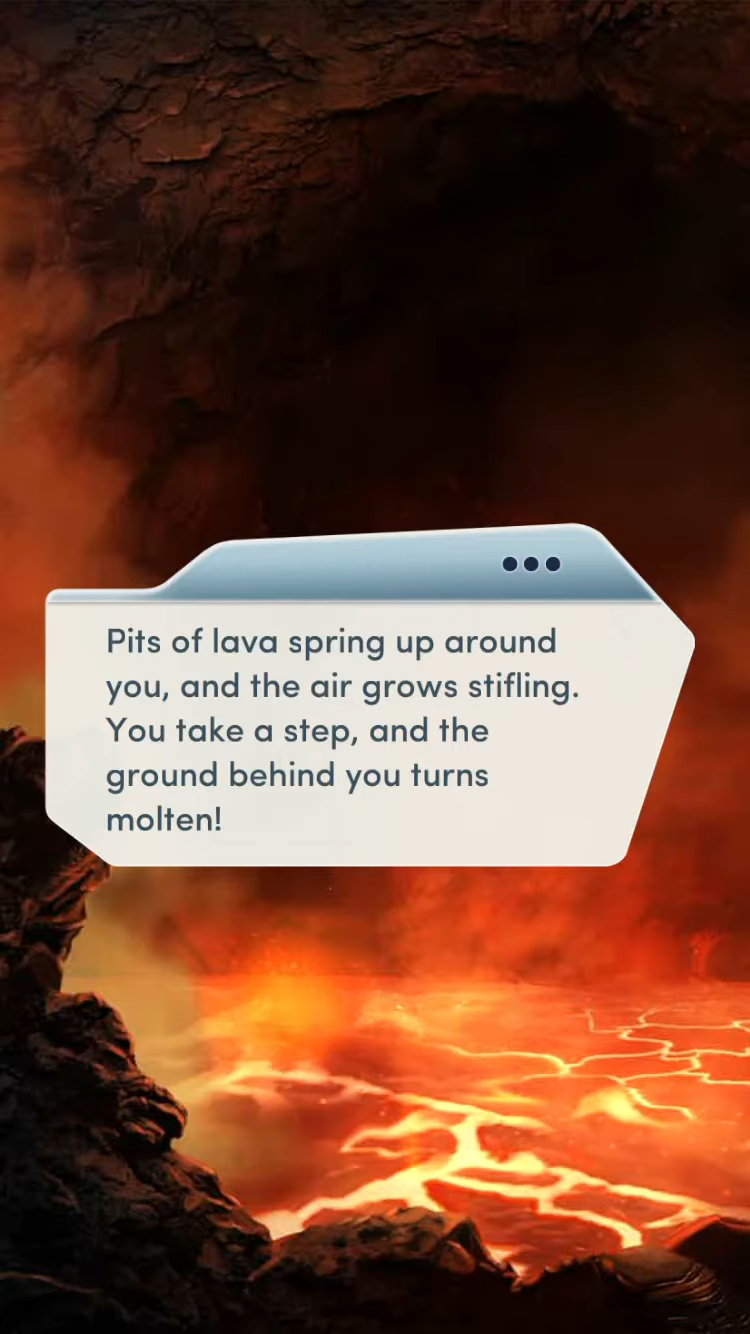 Pits of lava spring up around
you, and the air grows stifling.
You take a step, and the
ground behind you turns
molten!